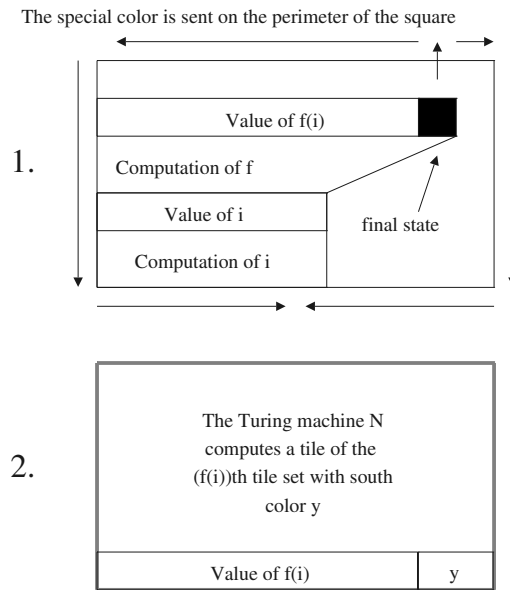 The special color is sent on the perimeter of the square
1.
Value of f(i)
Computation of f
Value of i
final state
Computation of i
2.
The Turing machine N
computes a tile of the
(f(i))th tile set with south
color y
Value of f(i)
y